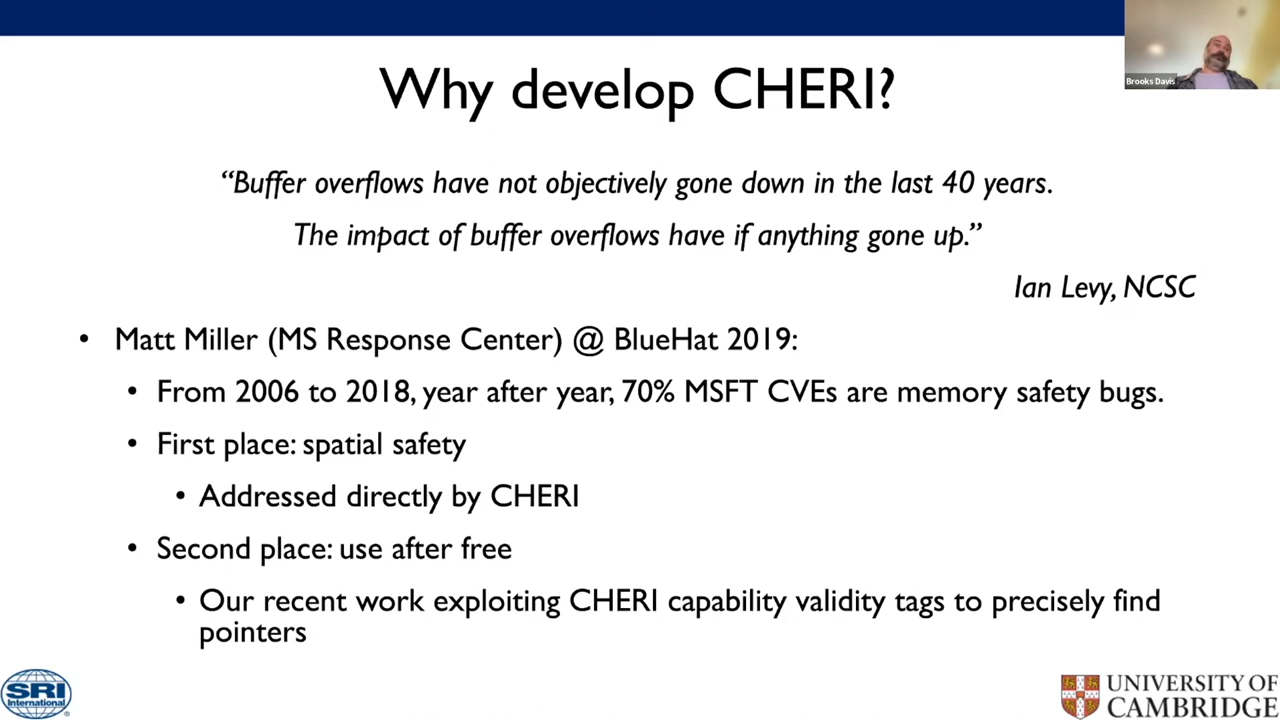 Brooks Davis
Why develop CHERI?
“Buffer overflows have not objectively gone down in the last 40 years.
The impact of buffer overflows have if anything gone up.”
Ian Levy, NCSC
• Matt Miller (MS Response Center) @ BlueHat 2019:
• From 2006 to 2018, year after year, 70% MSFT CVEs are memory safety bugs.
• First place: spatial safety
• Addressed directly by CHERI
• Second place: use after free
• Our recent work exploiting CHERI capability validity tags to precisely find
pointers
SRI
International
®
UNIVERSITY OF
CAMBRIDGE